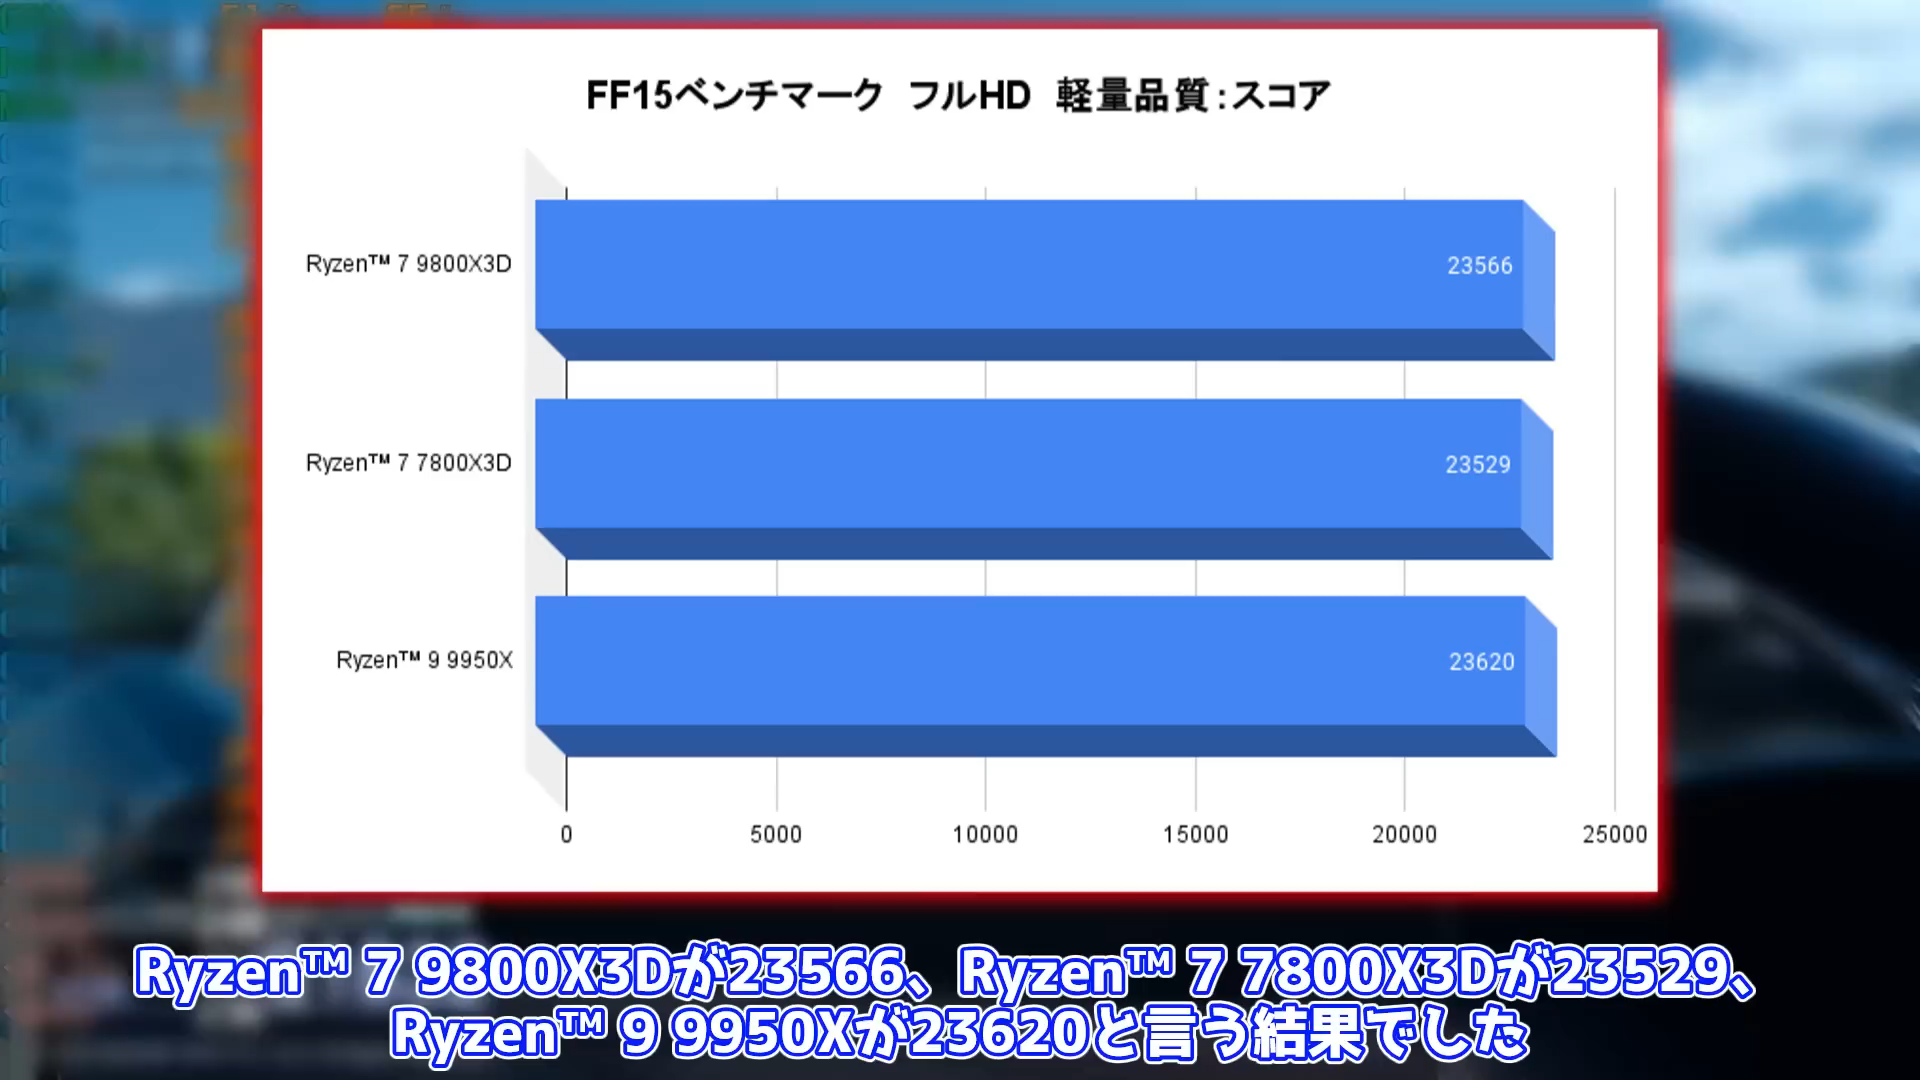 FF15ベンチマーク　フルHD　軽量品質：スコア
Ryzen™ 7 9800X3D
23566
Ryzen™ 7 7800X3D
23529
Ryzen™ 9 9950X
23620
0 5000 10000 15000 20000 25000
Ryzen™ 7 9800X3Dが23566、Ryzen™ 7 7800X3Dが23529、
Ryzen™ 9 9950Xが23620と言う結果でした